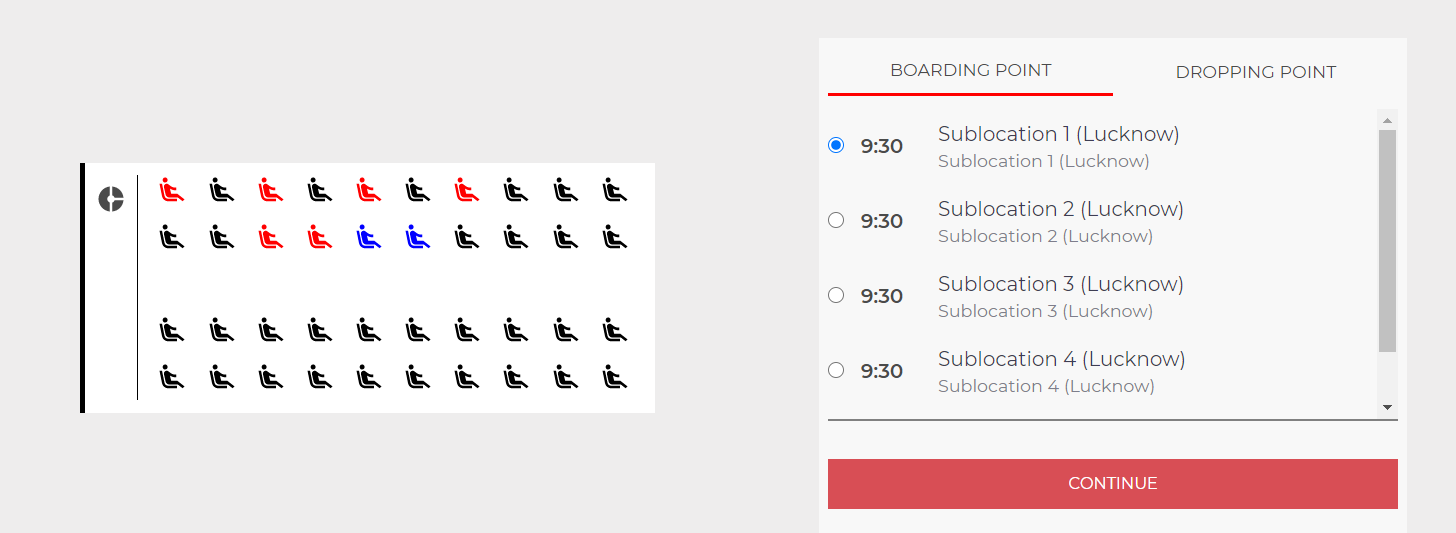 BOARDING POINT
DROPPING POINT
9:30
Sublocation 1 (Lucknow)
Sublocation 1 (Lucknow)
9:30
Sublocation 2 (Lucknow)
Sublocation 2 (Lucknow)
9:30
Sublocation 3 (Lucknow)
Sublocation 3 (Lucknow)
9:30
Sublocation 4 (Lucknow)
Sublocation 4 (Lucknow)
CONTINUE